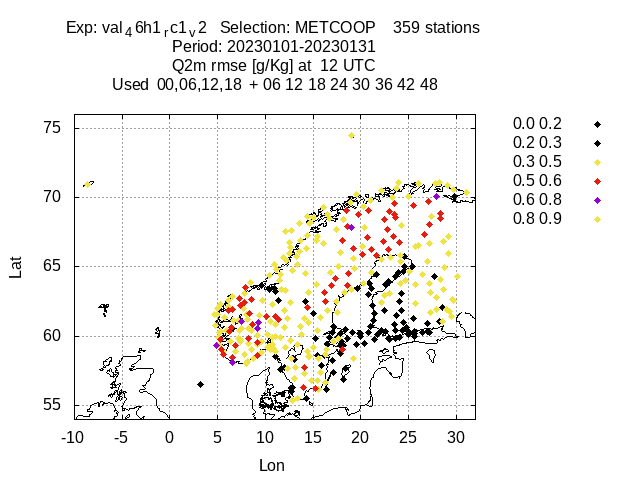 Exp: val4 6h1rc1v2 Selection: METCOOP 359 stations
Period: 20230101-20230131
Q2m rmse [g/Kg] at 12 UTC
Used 00,06,12,18 + 06 12 18 24 30 36 42 48
0.0 0.2
0.2 0.3
0.3 0.5
0.5 0.6
0.6 0.8
0.8 0.9
75
70
65
60
55
Lat
-10 -5 0 5 10 15 20 25 30
Lon